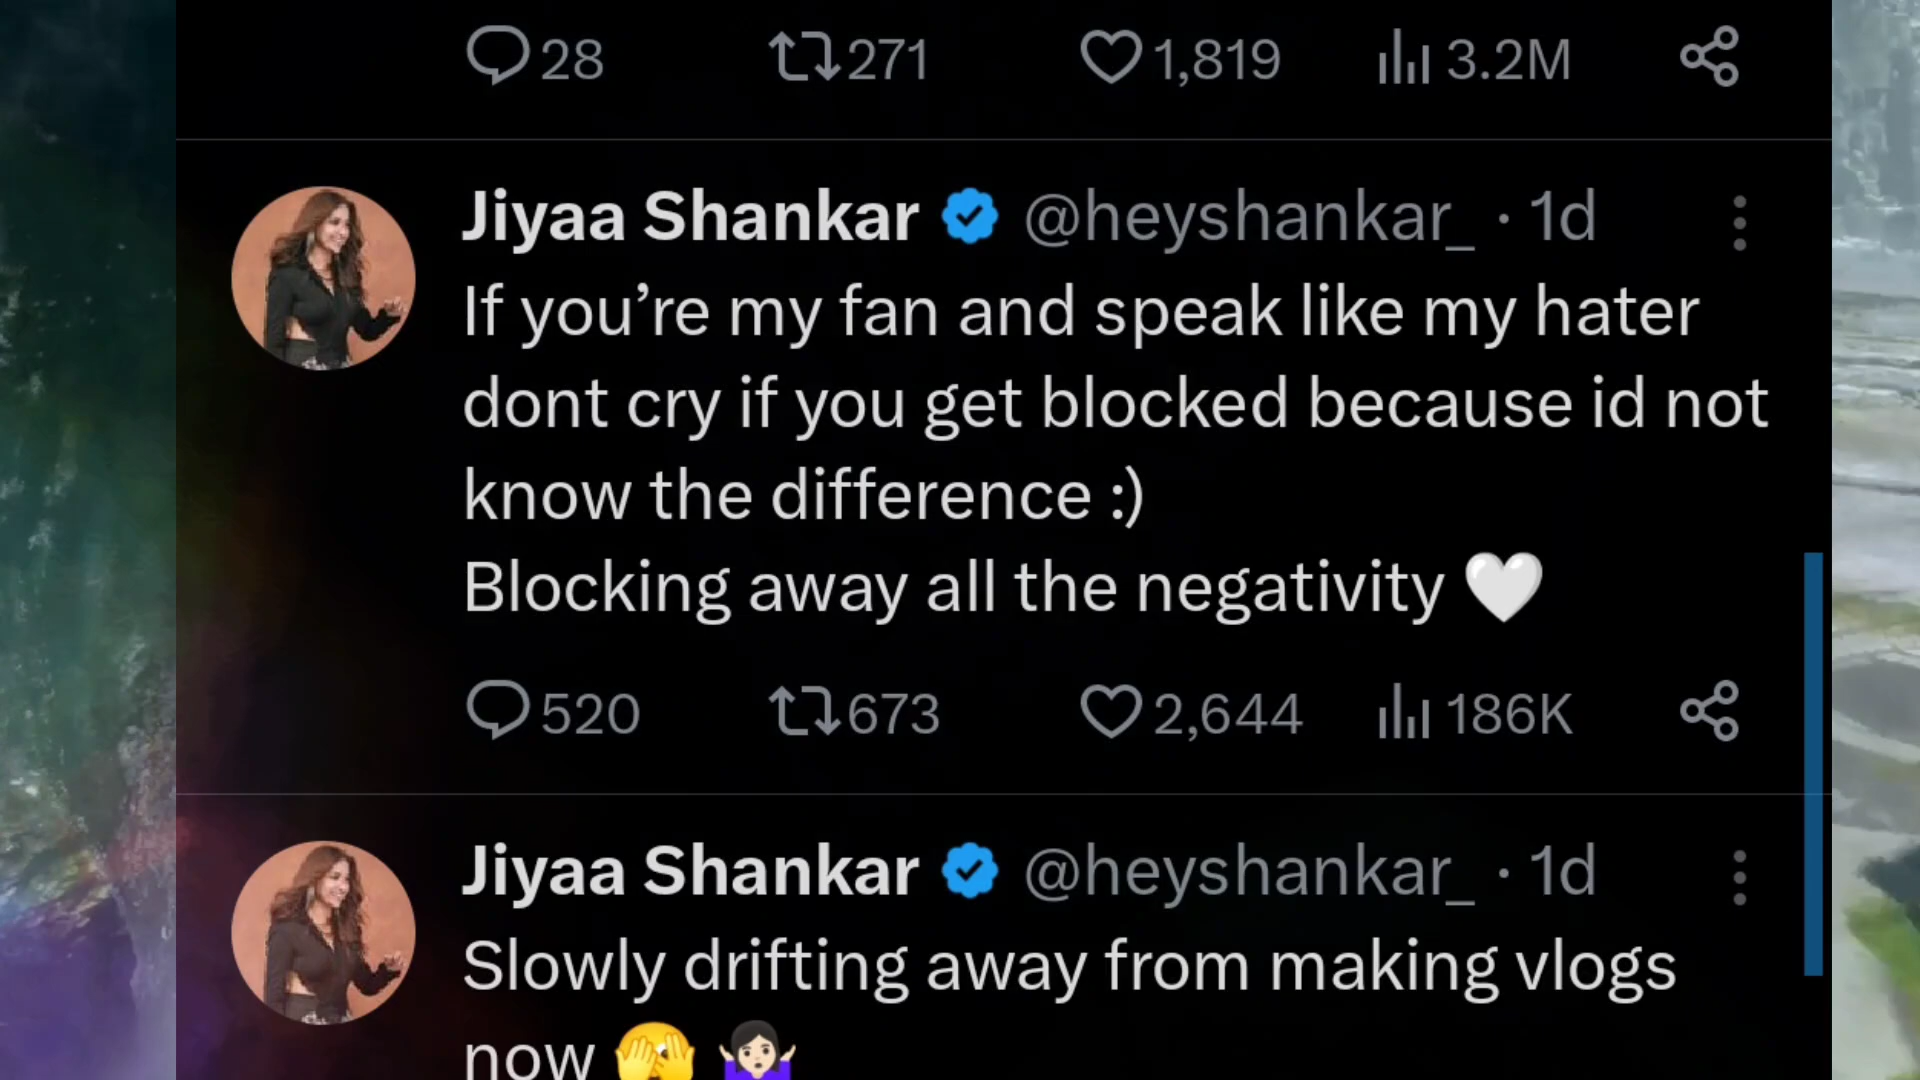 28 271 1,819 3.2M
Jiyaa Shankar @heyshankar_ · 1d
If you’re my fan and speak like my hater
dont cry if you get blocked because id not
know the difference :)
Blocking away all the negativity 🤍
520 673 2,644 186K
Jiyaa Shankar @heyshankar_ · 1d
Slowly drifting away from making vlogs
now 🫣 🤷🏻‍♀️